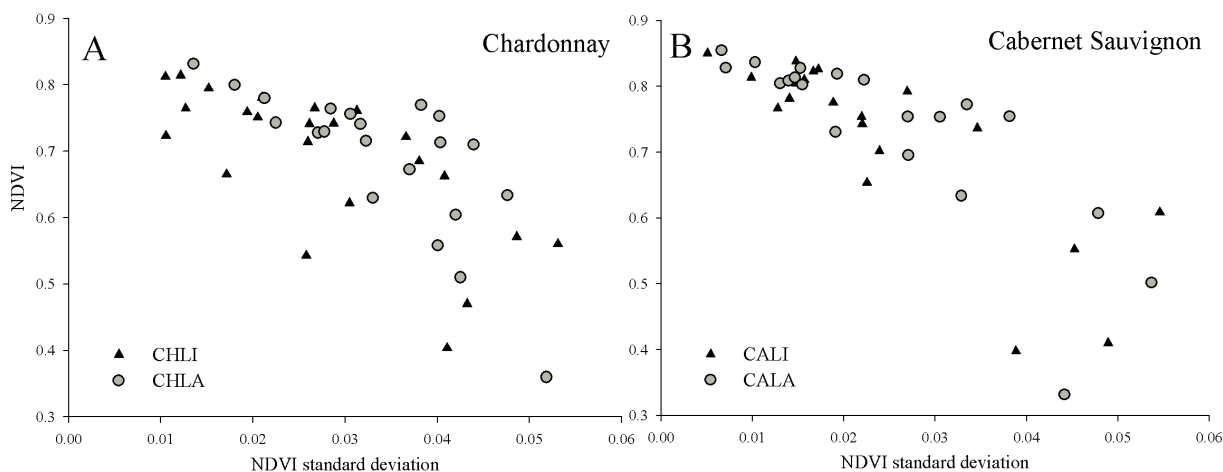 A
Chardonnay
NDVI
0.9
0.8
0.7
0.6
0.5
0.4
0.3
CHLI
CHLA
0.00
0.01
0.02
0.03
0.04
0.05
0.06
NDVI standard deviation
B
Cabernet Sauvignon
0.9
0.8
0.7
0.6
0.5
0.4
0.3
CALI
CALA
0.00
0.01
0.02
0.03
0.04
0.05
0.06
NDVI standard deviation